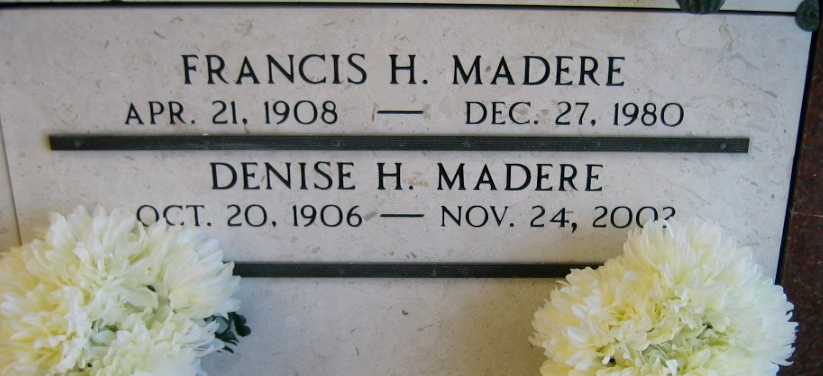 FRANCIS H. MADERE
APR. 21, 1908 — DEC. 27, 1980
DENISE H. MADERE
OCT. 20, 1906 — NOV. 24,